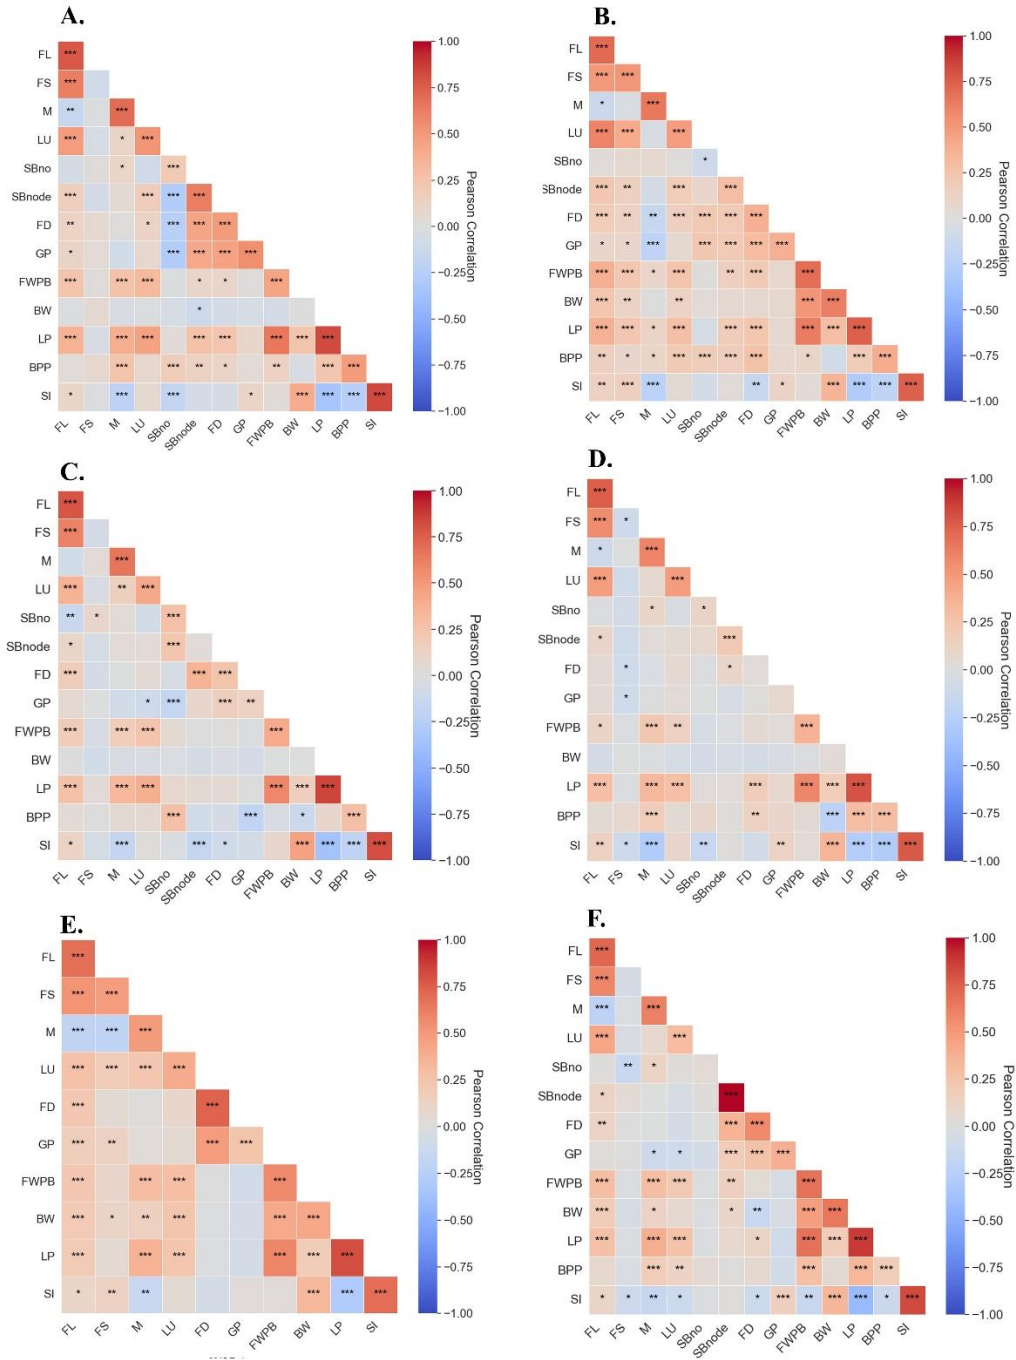 A.
FL ***
FS ***
M ** ***
LU *** * ***
SBno * ***
SBnode *** *** *** ***
FD ** * *** *** ***
GP * *** *** *** ***
FWPB *** *** *** * * ***
BW *
LP *** *** *** *** *** *** *** ***
BPP *** *** ** * ** *** ***
SI * *** *** * *** *** *** ***
FL FS M LU SBno SBnode FD GP FWPB BW LP BPP SI
1.00
0.75
0.50
0.25
0.00
−0.25
−0.50
−0.75
−1.00
Pearson Correlation
B.
FL ***
FS *** ***
M * ***
LU *** *** ***
SBno *
SBnode *** ** *** ***
FD *** ** ** *** *** *** ***
GP * * *** *** *** *** ***
FWPB *** *** * *** ** *** ***
BW *** ** ** *** ***
LP *** *** * *** *** *** *** *** ***
BPP ** * * *** *** *** *** * *** ***
SI ** *** *** ** * *** *** *** ***
FL FS M LU SBno SBnode FD GP FWPB BW LP BPP SI
1.00
0.75
0.50
0.25
0.00
−0.25
−0.50
−0.75
−1.00
Pearson Correlation
C.
FL ***
FS ***
M ***
LU *** ** ***
SBno ** * ***
SBnode * ***
FD *** *** ***
GP * *** *** **
FWPB *** *** *** ***
BW
LP *** *** *** *** *** ***
BPP *** *** * ***
SI * *** *** * *** *** *** ***
FL FS M LU SBno SBnode FD GP FWPB BW LP BPP SI
1.00
0.75
0.50
0.25
0.00
−0.25
−0.50
−0.75
−1.00
Pearson Correlation
D.
FL ***
FS *** *
M * ***
LU *** ***
SBno * *
SBnode * ***
FD * *
GP *
FWPB * *** ** ***
BW
LP *** *** *** *** *** *** ***
BPP *** ** *** *** ***
SI ** * *** ** ** *** *** *** ***
FL FS M LU SBno SBnode FD GP FWPB BW LP BPP SI
1.00
0.75
0.50
0.25
0.00
−0.25
−0.50
−0.75
−1.00
Pearson Correlation
E.
FL ***
FS *** ***
M *** *** ***
LU *** *** *** ***
FD *** ***
GP *** ** *** ***
FWPB *** *** *** ***
BW *** * ** *** *** ***
LP *** *** *** *** *** ***
SI * ** ** *** *** ***
FL FS M LU FD GP FWPB BW LP SI
1.00
0.75
0.50
0.25
0.00
−0.25
−0.50
−0.75
−1.00
Pearson Correlation
F.
FL ***
FS ***
M *** ***
LU *** ***
SBno ** *
SBnode * ***
FD ** *** ***
GP * * *** *** ***
FWPB *** *** *** ** ***
BW *** * * ** *** ***
LP *** *** *** * *** *** ***
BPP *** ** *** *** ***
SI * * ** * * *** ** *** *** * ***
FL FS M LU SBno SBnode FD GP FWPB BW LP BPP SI
1.00
0.75
0.50
0.25
0.00
−0.25
−0.50
−0.75
−1.00
Pearson Correlation